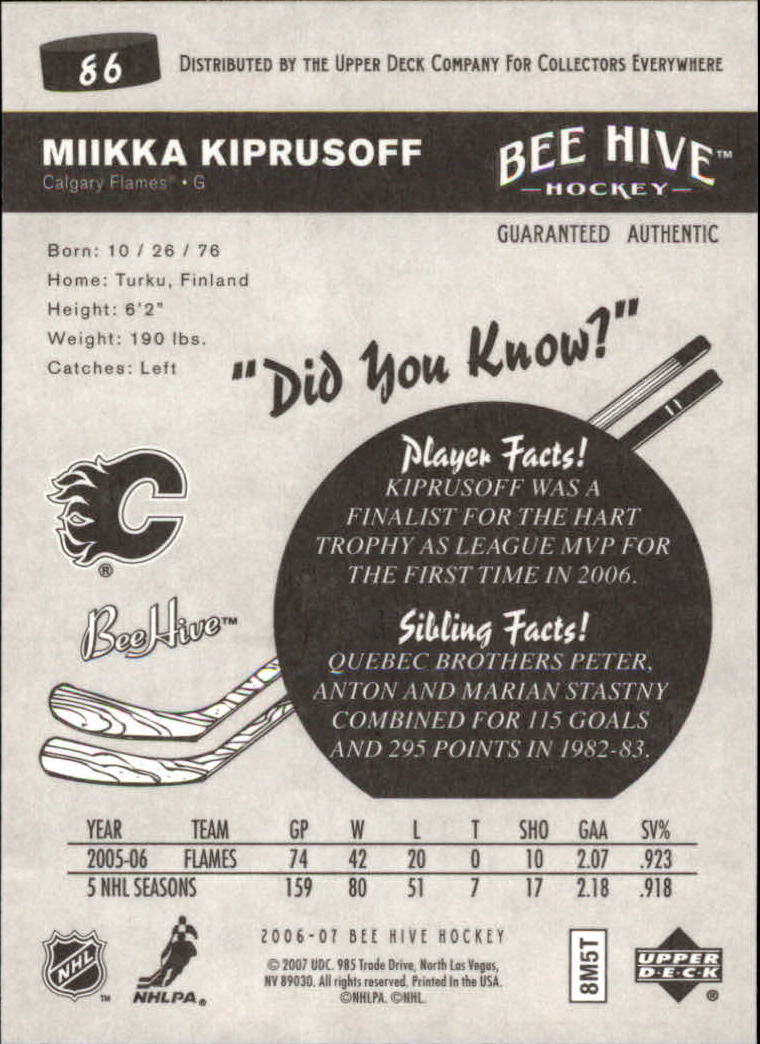 86
DISTRIBUTED BY THE UPPER DECK COMPANY FOR COLLECTORS EVERYWHERE
MIIKKA KIPRUSOFF
Calgary Flames® • G
BEE HIVE™
HOCKEY
GUARANTEED AUTHENTIC
Born: 10 / 26 / 76
Home: Turku, Finland
Height: 6'2"
Weight: 190 lbs.
Catches: Left
"Did You Know?"
Player Facts!
KIPRUSOFF WAS A
FINALIST FOR THE HART
TROPHY AS LEAGUE MVP FOR
THE FIRST TIME IN 2006.
Sibling Facts!
QUEBEC BROTHERS PETER,
ANTON AND MARIAN STASTNY
COMBINED FOR 115 GOALS
AND 295 POINTS IN 1982-83.
C
®
BeeHive™
YEAR TEAM GP W L T SHO GAA SV%
2005-06 FLAMES 74 42 20 0 10 2.07 .923
5 NHL SEASONS 159 80 51 7 17 2.18 .918
NHL™
NHLPA®
2006-07 BEE HIVE HOCKEY
© 2007 UDC. 985 Trade Drive, North Las Vegas,
NV 89030. All rights reserved. Printed In the USA.
©NHLPA. ©NHL.
8M5T
UPPER
D·E·C·K
®